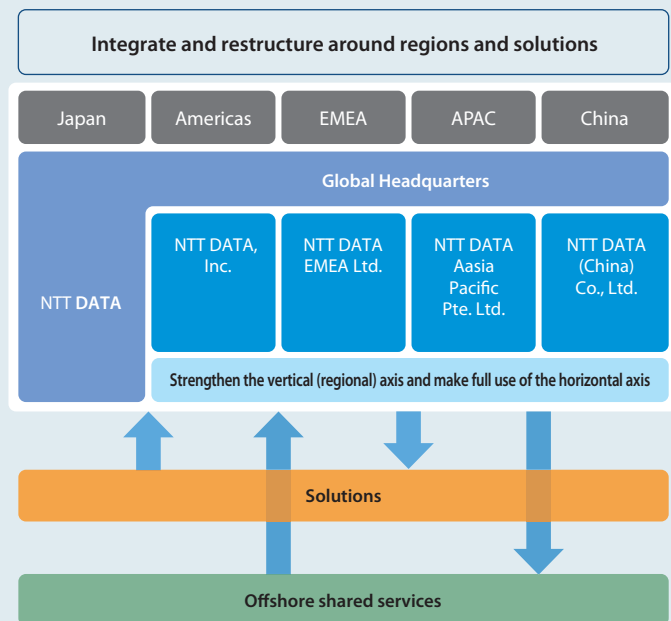 Integrate and restructure around regions and solutions
Japan
Americas
EMEA
APAC
China
Global Headquarters
NTT DATA
NTT DATA,
Inc.
NTT DATA
EMEA Ltd.
NTT DATA
Aasia
Pacific
Pte. Ltd.
NTT DATA
(China)
Co., Ltd.
Strengthen the vertical (regional) axis and make full use of the horizontal axis
Solutions
Offshore shared services